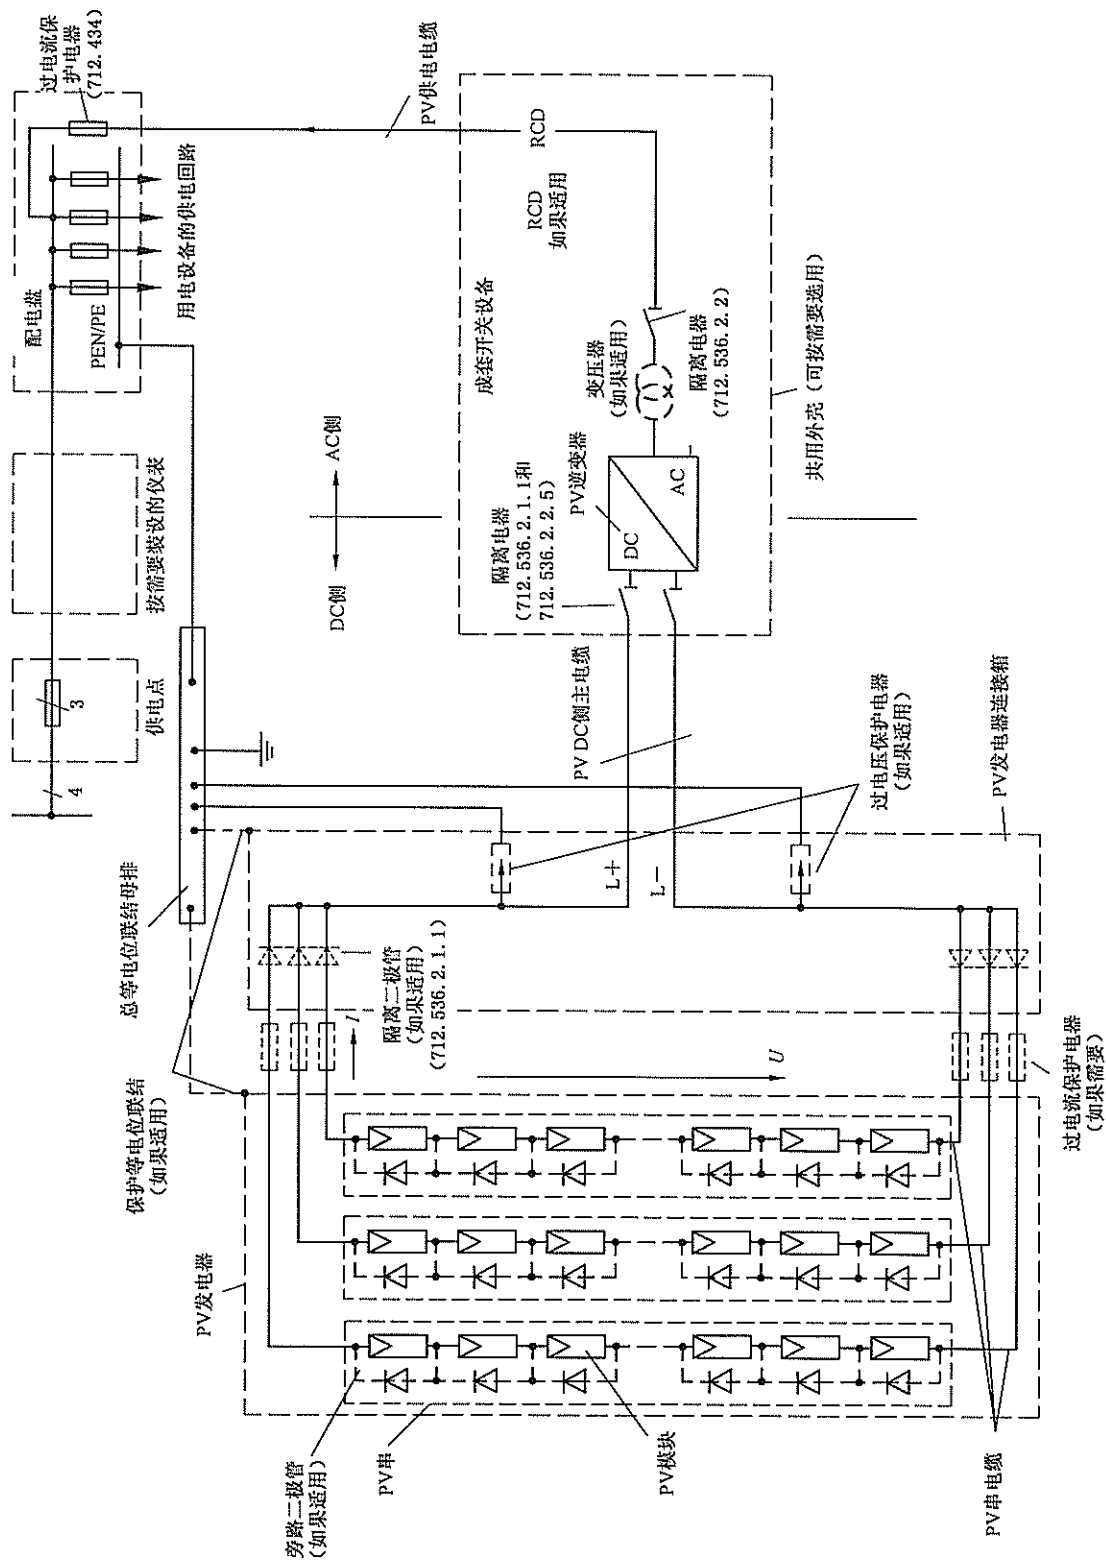 过电流保
护电器
(712.434)
PV供电电缆
RCD
RCD
如果适用
成套开关设备
用电设备的供电回路
配电盘
PEN/PE
变压器
(如果适用)
隔离电器
(712.536.2.2)
共用外壳(可按需要选用)
按需要装设的仪表
AC侧
DC侧
隔离电器
(712.536.2.1.1和
712.536.2.2.5)
PV逆变器
DC
AC
3
供电点
4
PV DC侧主电缆
过电压保护电器
(如果适用)
PV发电器连接箱
L+
L−
总等电位联结母排
隔离二极管
(如果适用)
(712.536.2.1.1)
I
U
过电流保护电器
(如果需要)
保护等电位联结
(如果适用)
PV发电器
PV串
PV模块
PV串电缆
旁路二极管
(如果适用)